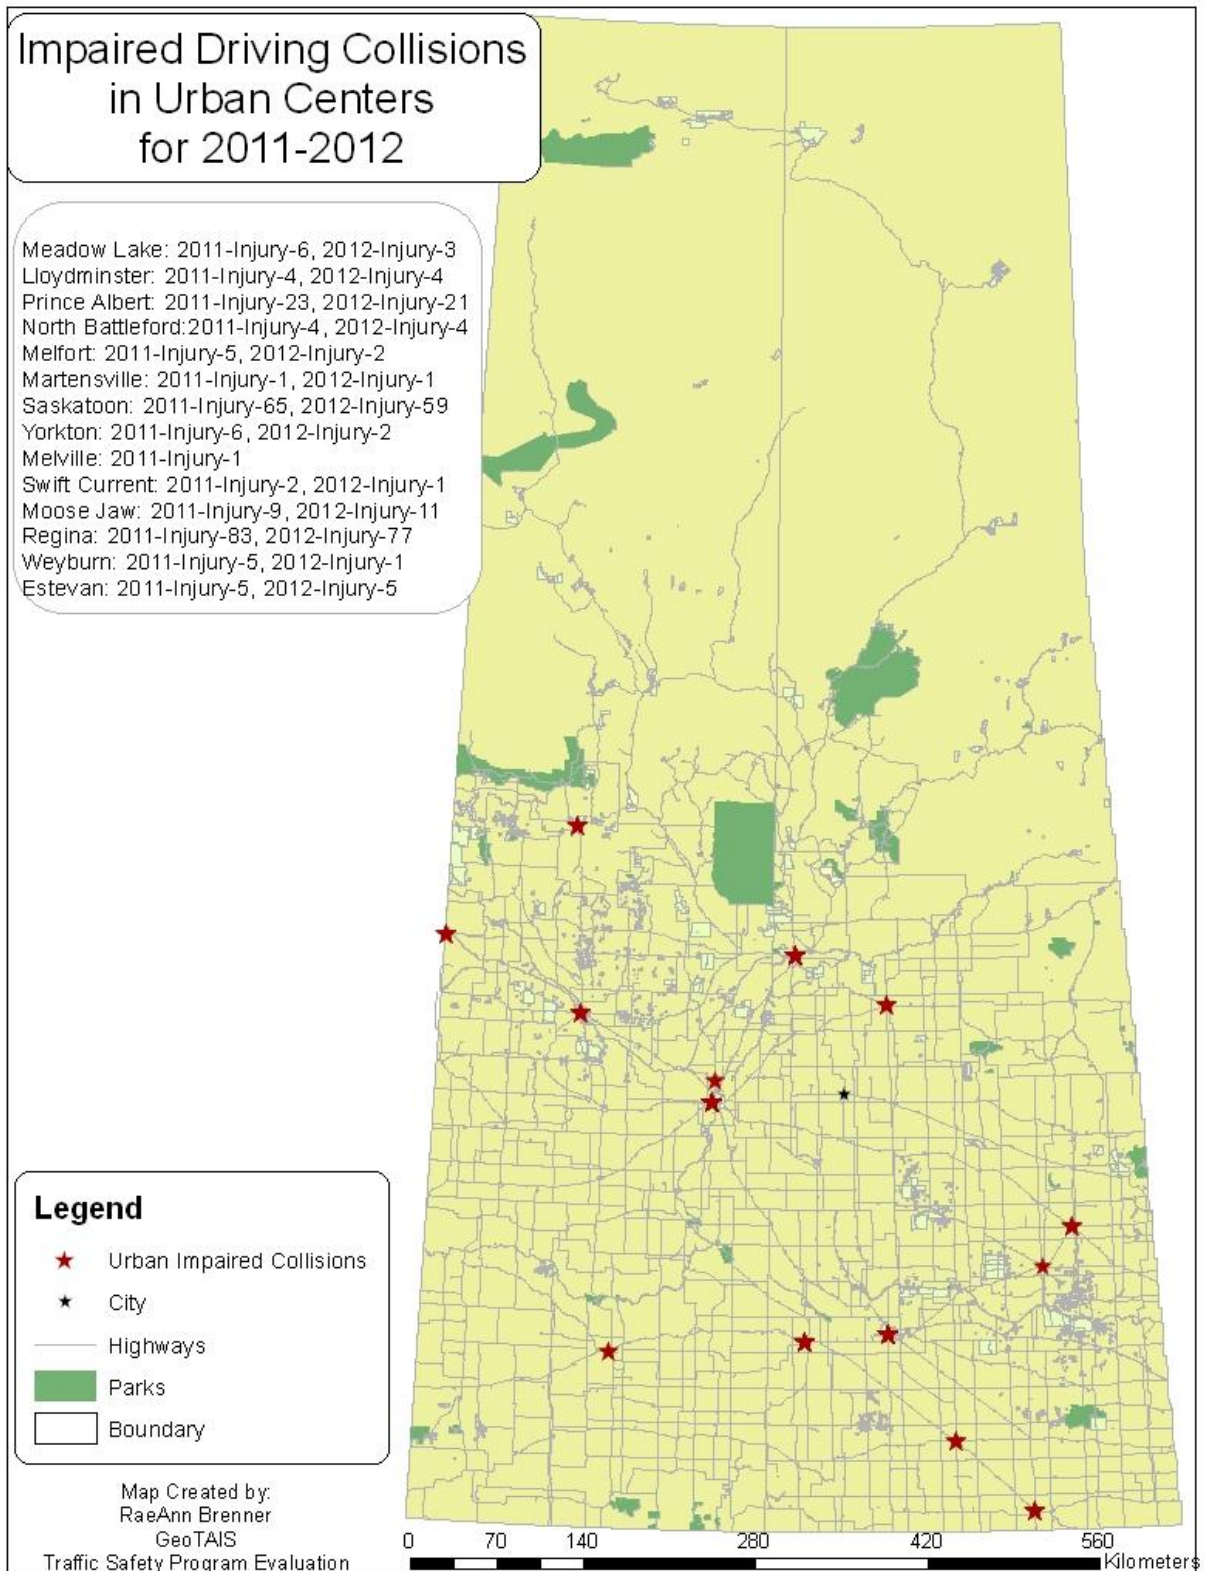 Impaired Driving Collisions
in Urban Centers
for 2011-2012
Meadow Lake: 2011-Injury-6, 2012-Injury-3
Lloydminster: 2011-Injury-4, 2012-Injury-4
Prince Albert: 2011-Injury-23, 2012-Injury-21
North Battleford:2011-Injury-4, 2012-Injury-4
Melfort: 2011-Injury-5, 2012-Injury-2
Martensville: 2011-Injury-1, 2012-Injury-1
Saskatoon: 2011-Injury-65, 2012-Injury-59
Yorkton: 2011-Injury-6, 2012-Injury-2
Melville: 2011-Injury-1
Swift Current: 2011-Injury-2, 2012-Injury-1
Moose Jaw: 2011-Injury-9, 2012-Injury-11
Regina: 2011-Injury-83, 2012-Injury-77
Weyburn: 2011-Injury-5, 2012-Injury-1
Estevan: 2011-Injury-5, 2012-Injury-5
Legend
Urban Impaired Collisions
City
Highways
Parks
Boundary
Map Created by:
RaeAnn Brenner
GeoTAIS
Traffic Safety Program Evaluation
0 70 140 280 420 560
Kilometers